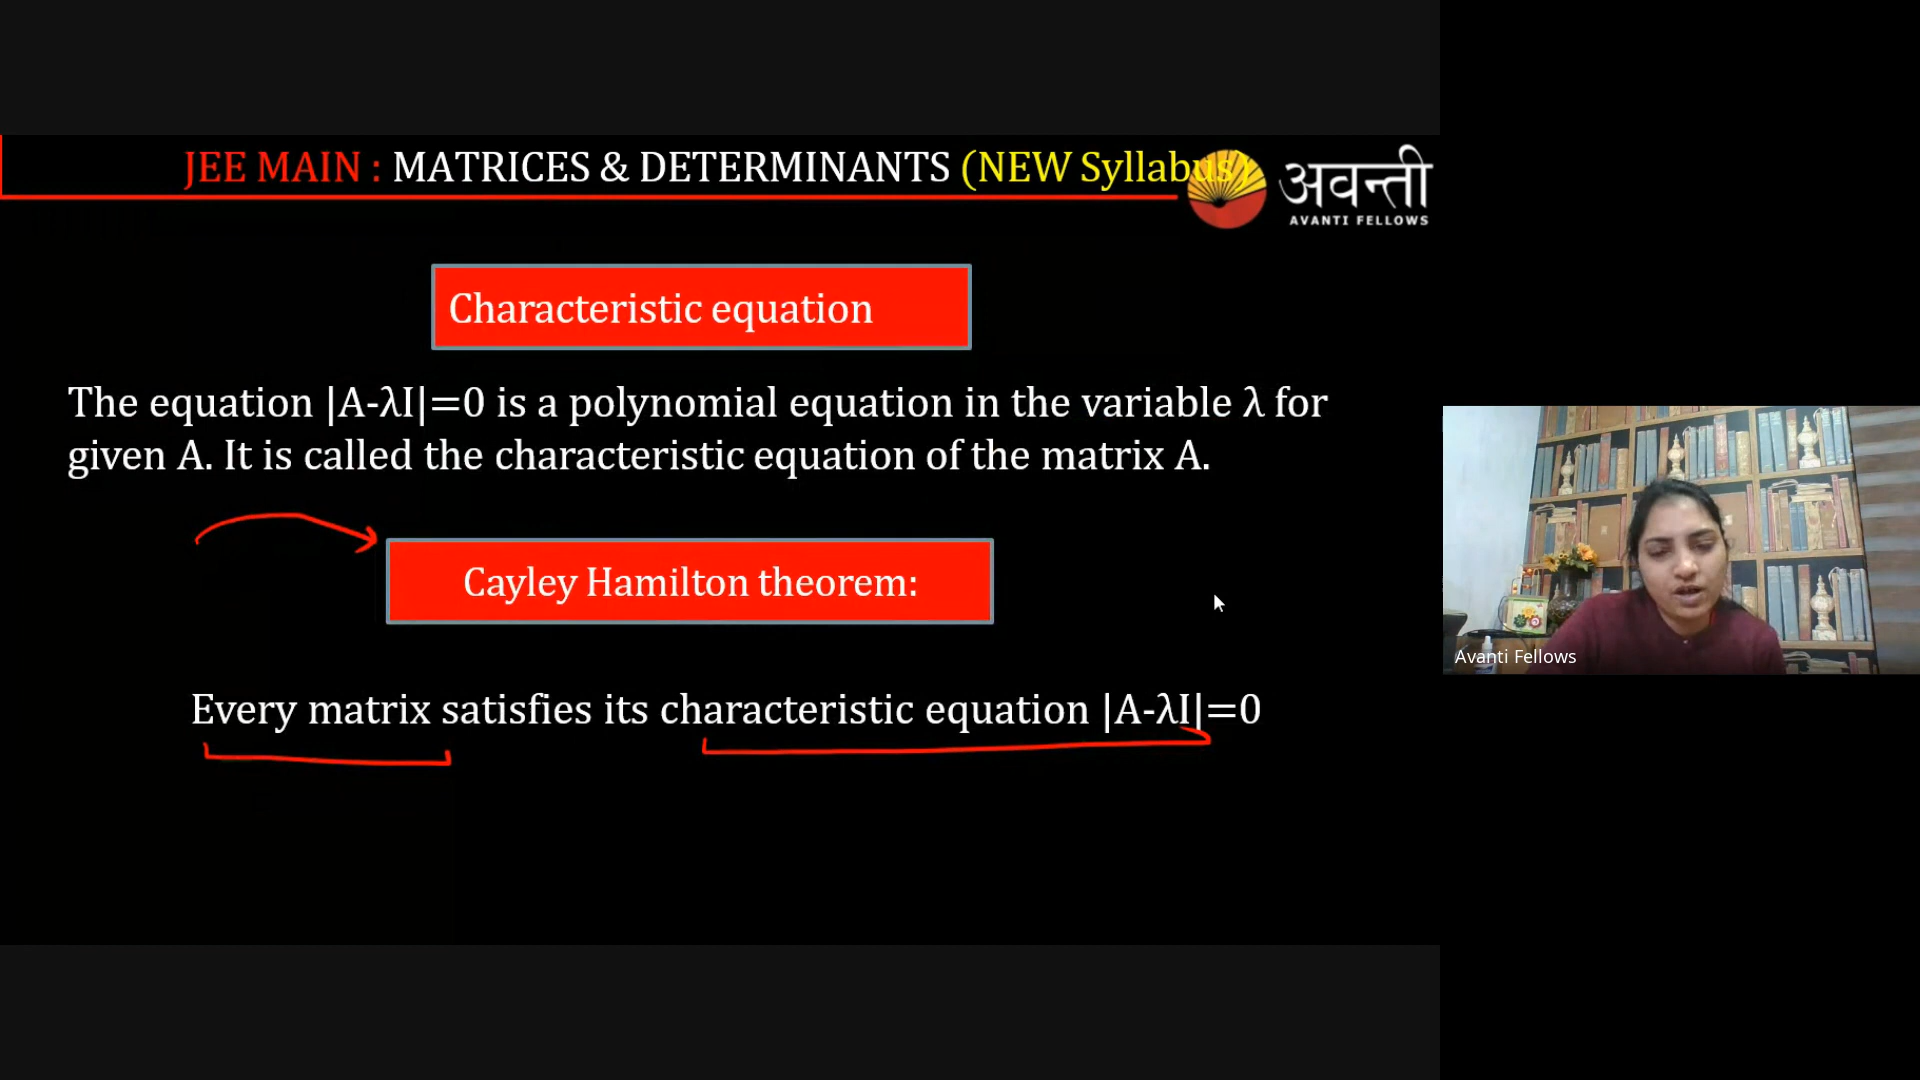 JEE MAIN : MATRICES & DETERMINANTS (NEW Syllabus)
अवन्ती
AVANTI FELLOWS
Characteristic equation
The equation |A-λI|=0 is a polynomial equation in the variable λ for
given A. It is called the characteristic equation of the matrix A.
Cayley Hamilton theorem:
Every matrix satisfies its characteristic equation |A-λI|=0
Avanti Fellows